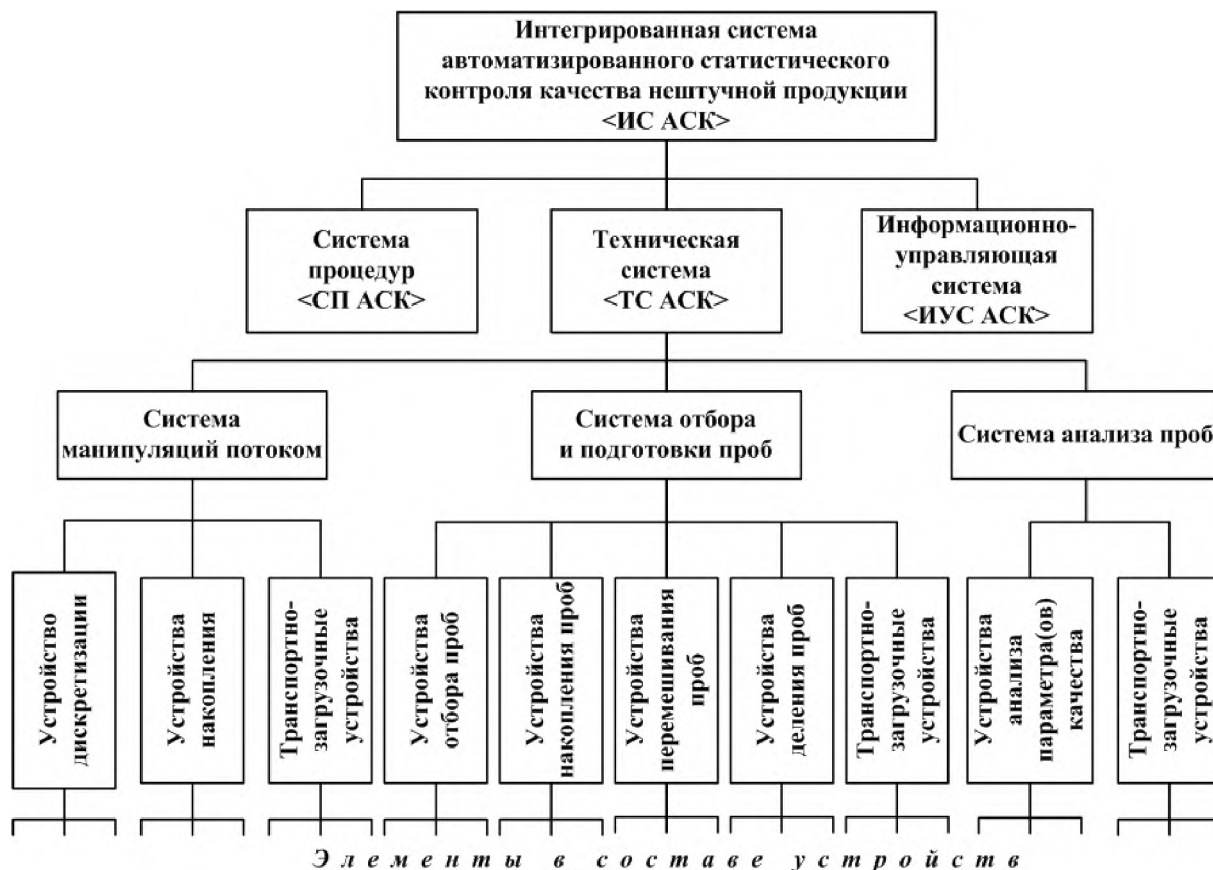 Интегрированная система
автоматизированного статистического
контроля качества нештучной продукции
<ИС АСК>
Система
процедур
<СП АСК>
Техническая
система
<ТС АСК>
Информационно-
управляющая
система
<ИУС АСК>
Система
манипуляций потоком
Система отбора
и подготовки проб
Система анализа проб
Устройство
дискретизации
Устройства
накопления
Транспортно-
загрузочные
устройства
Устройства
отбора проб
Устройства
накопления проб
Устройства
перемешивания
проб
Устройства
деления проб
Транспортно-
загрузочные
устройства
Устройства
анализа
параметра(ов)
качества
Транспортно-
загрузочные
устройства
Элементы в составе устройств